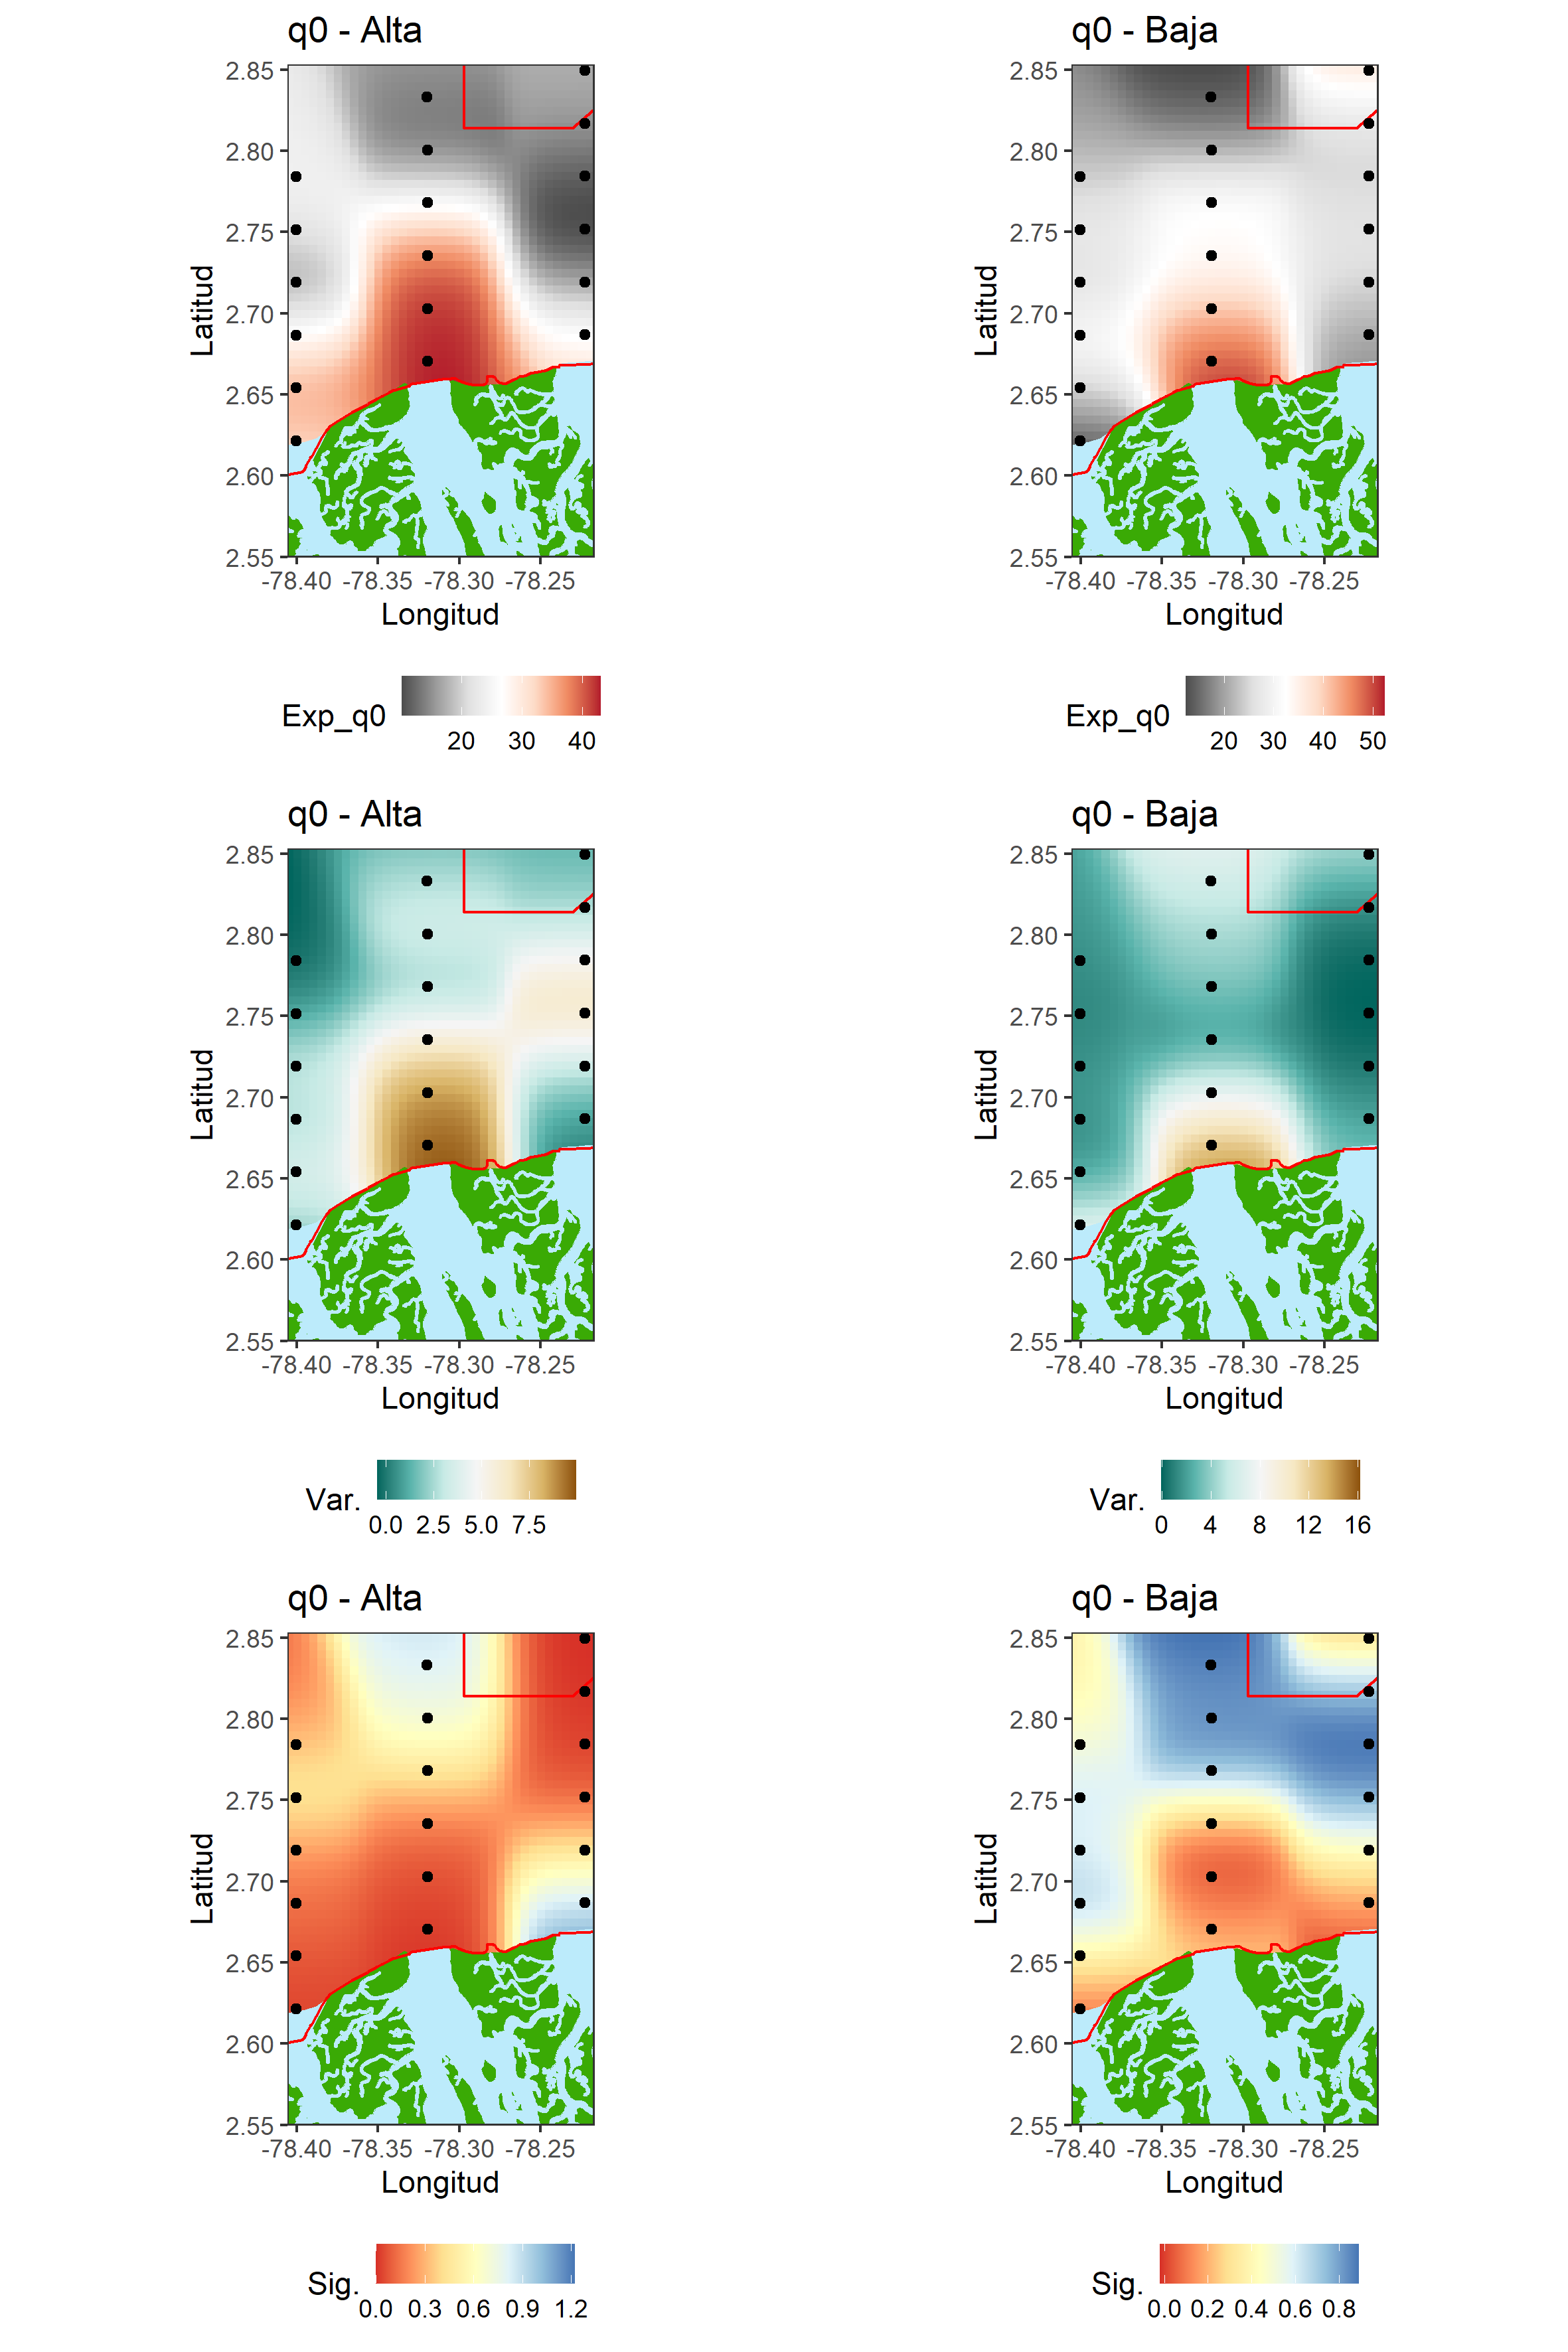 q0 - Alta
q0 - Baja
2.85
2.80
2.75
2.70
2.65
2.60
2.55
Latitud
-78.40 -78.35 -78.30 -78.25
Longitud
Exp_q0
20 30 40
2.85
2.80
2.75
2.70
2.65
2.60
2.55
Latitud
-78.40 -78.35 -78.30 -78.25
Longitud
Exp_q0
20 30 40 50
q0 - Alta
q0 - Baja
2.85
2.80
2.75
2.70
2.65
2.60
2.55
Latitud
-78.40 -78.35 -78.30 -78.25
Longitud
Var.
0.0 2.5 5.0 7.5
2.85
2.80
2.75
2.70
2.65
2.60
2.55
Latitud
-78.40 -78.35 -78.30 -78.25
Longitud
Var.
0 4 8 12 16
q0 - Alta
q0 - Baja
2.85
2.80
2.75
2.70
2.65
2.60
2.55
Latitud
-78.40 -78.35 -78.30 -78.25
Longitud
Sig.
0.0 0.3 0.6 0.9 1.2
2.85
2.80
2.75
2.70
2.65
2.60
2.55
Latitud
-78.40 -78.35 -78.30 -78.25
Longitud
Sig.
0.0 0.2 0.4 0.6 0.8